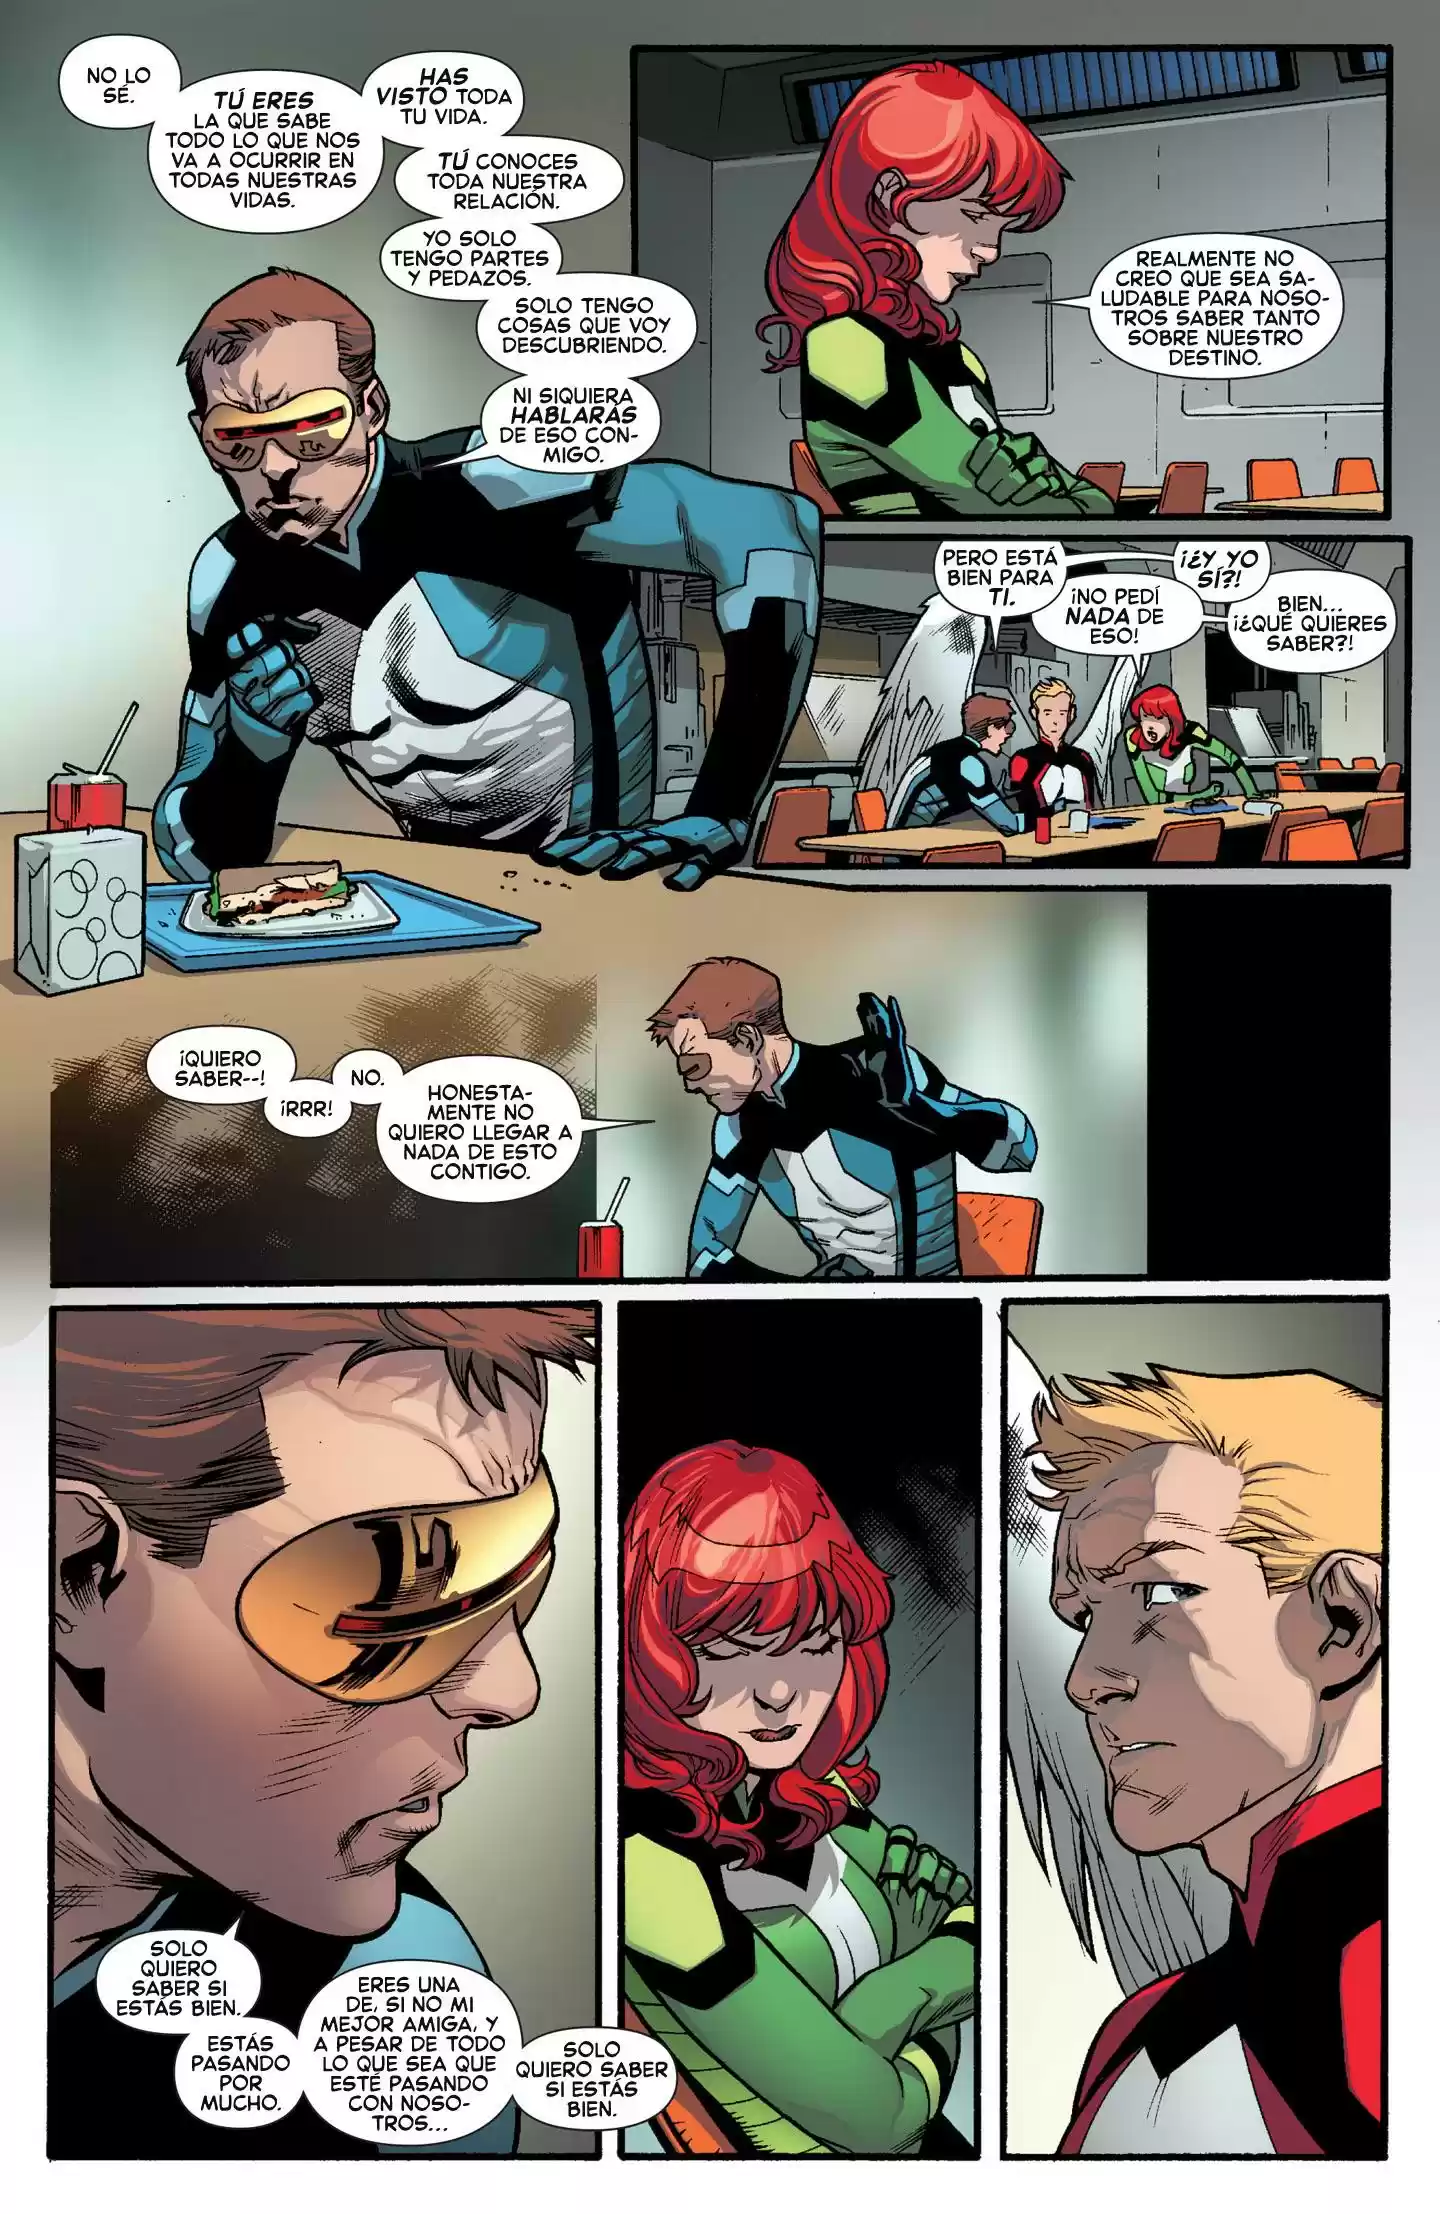 NO LO
SÉ.
TÚ ERES
LA QUE SABE
TODO LO QUE NOS
VA A OCURRIR EN
TODAS NUESTRAS
VIDAS.
HAS
VISTO TODA
TU VIDA.
TÚ CONOCES
TODA NUESTRA
RELACIÓN.
YO SOLO
TENGO PARTES
Y PEDAZOS.
SOLO TENGO
COSAS QUE VOY
DESCUBRIENDO.
NI SIQUIERA
HABLARÁS
DE ESO CON-
MIGO.
REALMENTE NO
CREO QUE SEA SA-
LUDABLE PARA NOSO-
TROS SABER TANTO
SOBRE NUESTRO
DESTINO.
PERO ESTÁ
BIEN PARA
TI.
¡NO PEDÍ
NADA DE
ESO!
¡¿Y YO
SÍ?!
BIEN...
¡¿QUÉ QUIERES
SABER?!
¡QUIERO
SABER--!
¡RRR!
NO.
HONESTA-
MENTE NO
QUIERO LLEGAR A
NADA DE ESTO
CONTIGO.
SOLO
QUIERO
SABER SI
ESTÁS BIEN.
ESTÁS
PASANDO
POR
MUCHO.
ERES UNA
DE, SI NO MI
MEJOR AMIGA, Y
A PESAR DE TODO
LO QUE SEA QUE
ESTÉ PASANDO
CON NOSO-
TROS...
SOLO
QUIERO SABER
SI ESTÁS
BIEN.